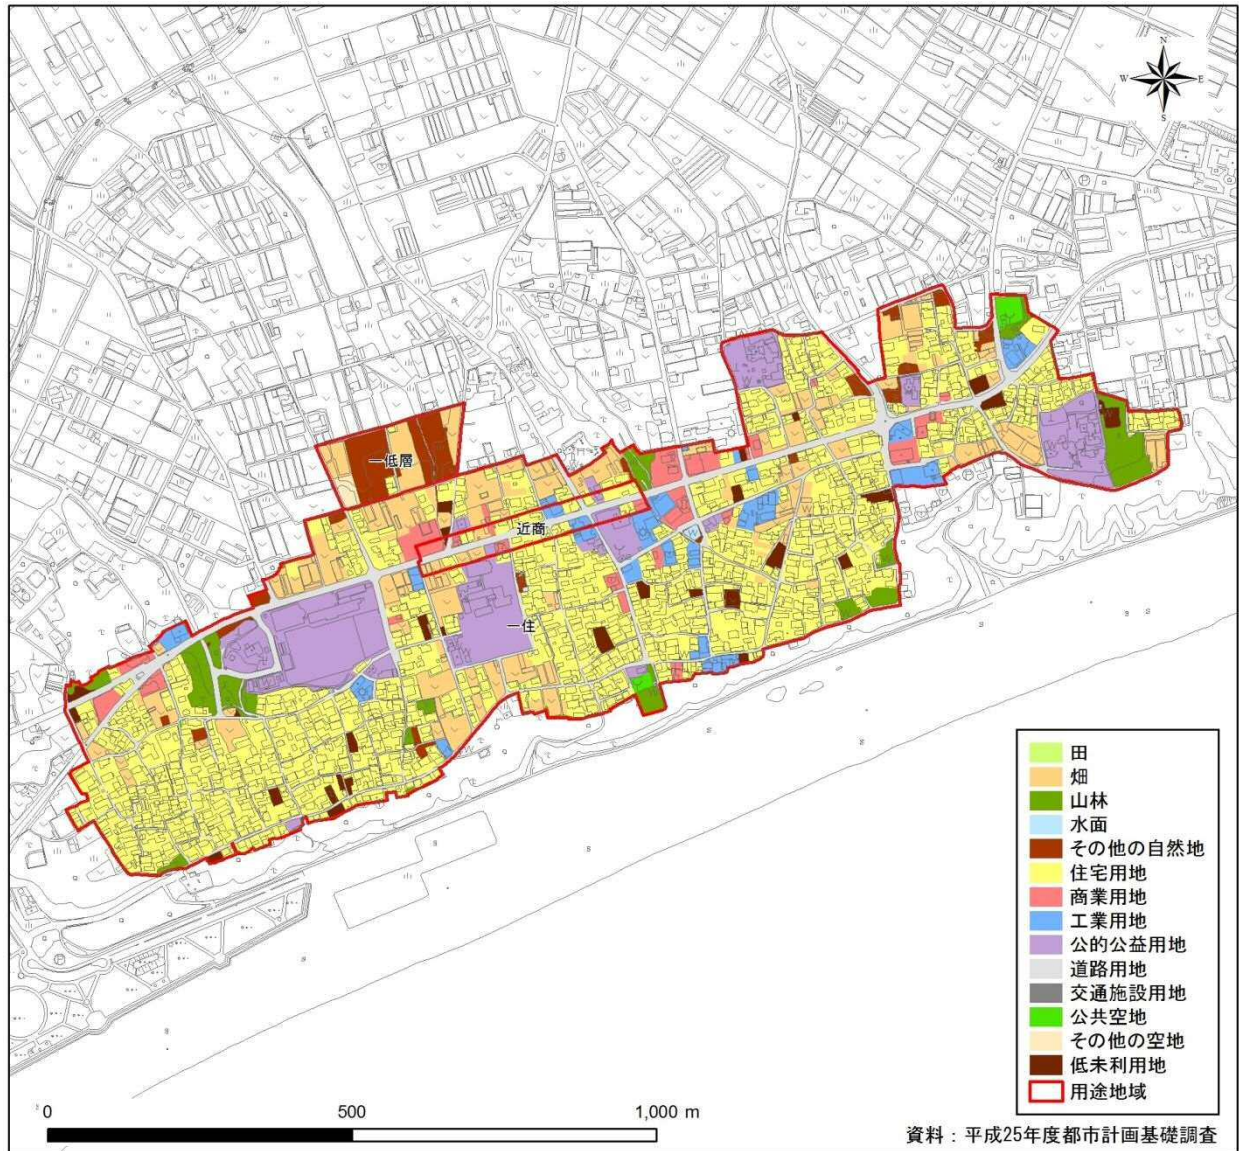 N
W
E
S
一低層
近商
一住
田
畑
山林
水面
その他の自然地
住宅用地
商業用地
工業用地
公的公益用地
道路用地
交通施設用地
公共空地
その他の空地
低未利用地
用途地域
0
500
1,000 m
資料：平成25年度都市計画基礎調査